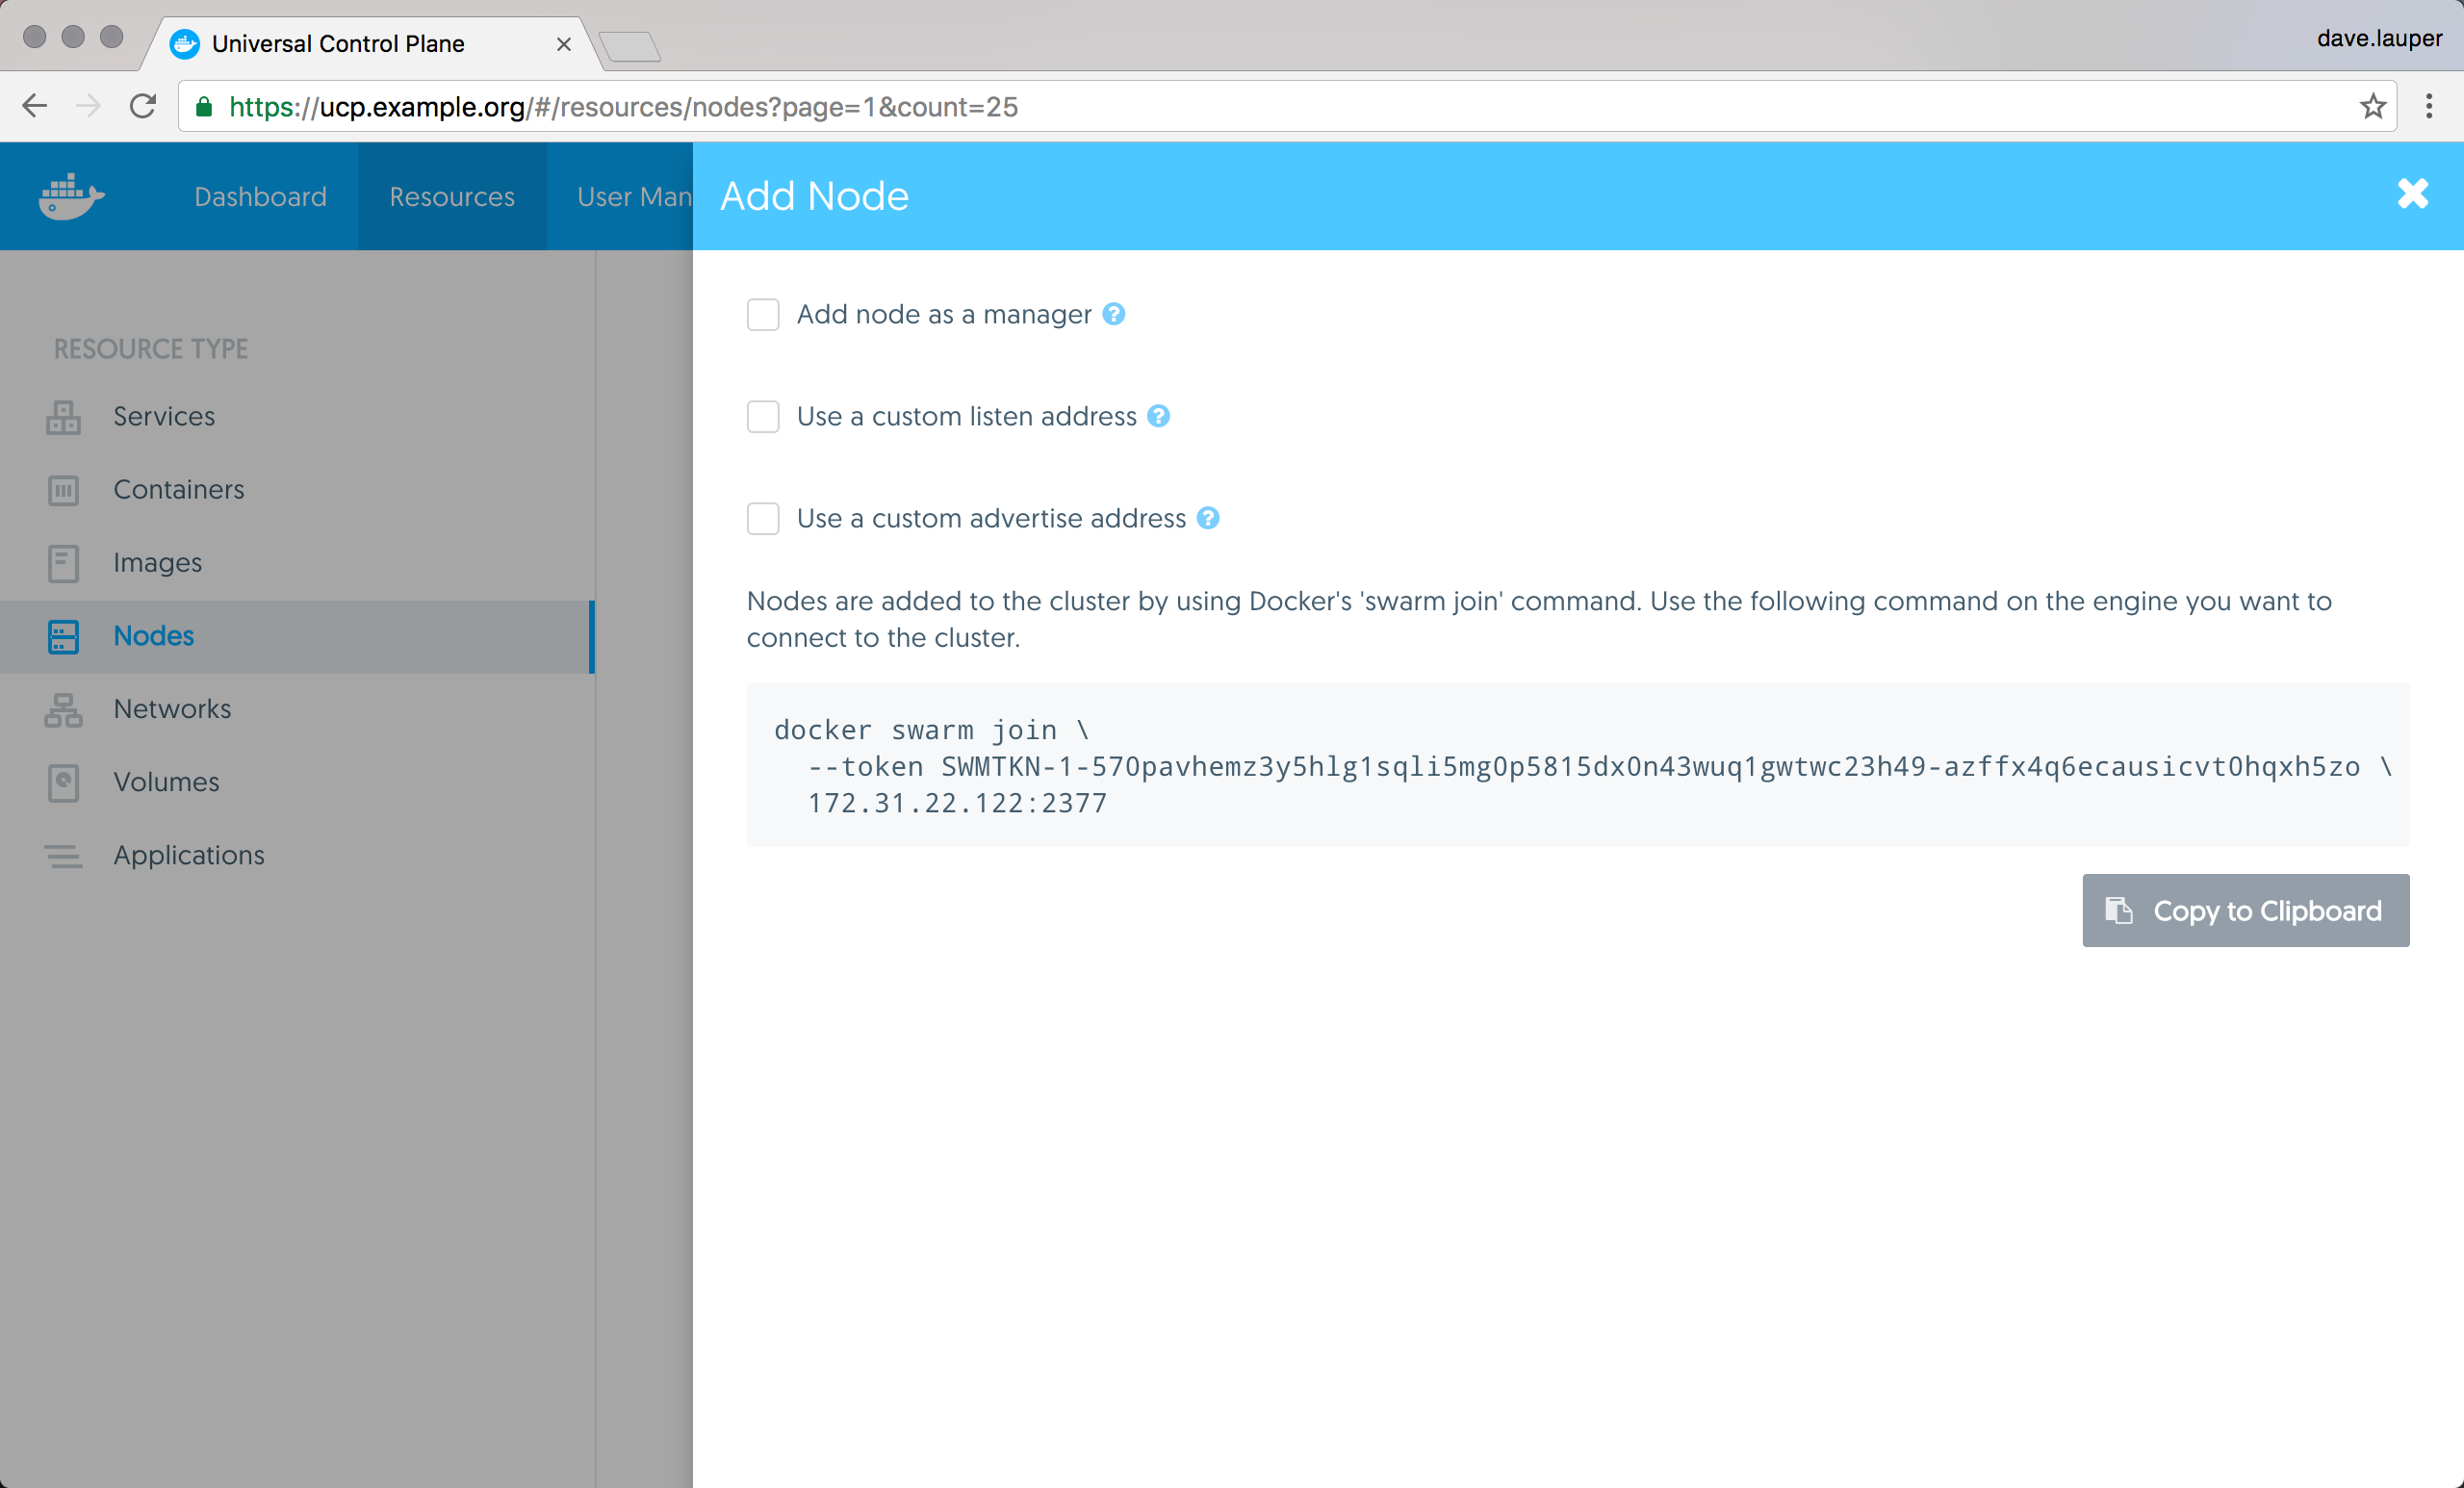 Universal Control Plane
dave.lauper
https://ucp.example.org/#/resources/nodes?page=1&count=25
Dashboard
Resources
User Man
Add Node
RESOURCE TYPE
Services
Containers
Images
Nodes
Networks
Volumes
Applications
Add node as a manager ?
Use a custom listen address ?
Use a custom advertise address ?
Nodes are added to the cluster by using Docker's 'swarm join' command. Use the following command on the engine you want to
connect to the cluster.
docker swarm join \
--token SWMTKN-1-570pavhemz3y5hlg1sqli5mg0p5815dx0n43wuq1gwtwc23h49-azffx4q6ecausicvt0hqxh5zo \
172.31.22.122:2377
Copy to Clipboard